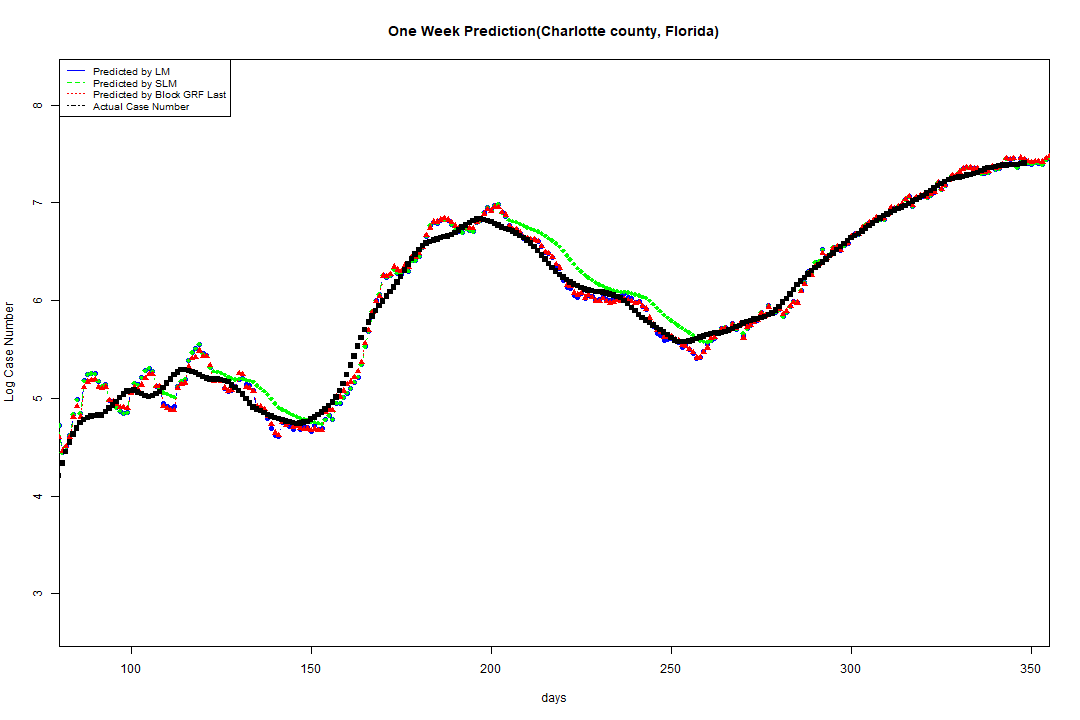 One Week Prediction(Charlotte county, Florida)
Predicted by LM
Predicted by SLM
Predicted by Block GRF Last
Actual Case Number
8
7
6
5
4
3
Log Case Number
100 150 200 250 300 350
days